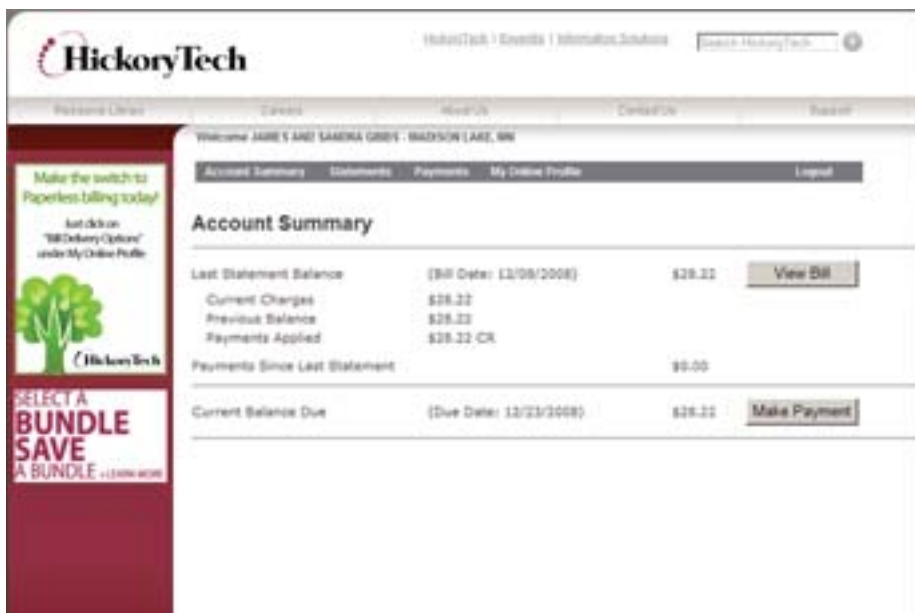 HickoryTech
HickoryTech | Enventis | Information Solutions
Search HickoryTech
Resource Library Careers About Us Contact Us Support
Welcome JAMES AND SANDRA GIBBS - MADISON LAKE, MN
Account Summary Statements Payments My Online Profile Logout
Make the switch to
Paperless billing today!
Just click on
"Bill Delivery Options"
under My Online Profile
HickoryTech
SELECT A
BUNDLE
SAVE
A BUNDLE » LEARN MORE
Account Summary
Last Statement Balance (Bill Date: 12/08/2008) $28.22 View Bill
Current Charges $28.22
Previous Balance $28.22
Payments Applied $28.22 CR
Payments Since Last Statement $0.00
Current Balance Due (Due Date: 12/23/2008) $28.22 Make Payment